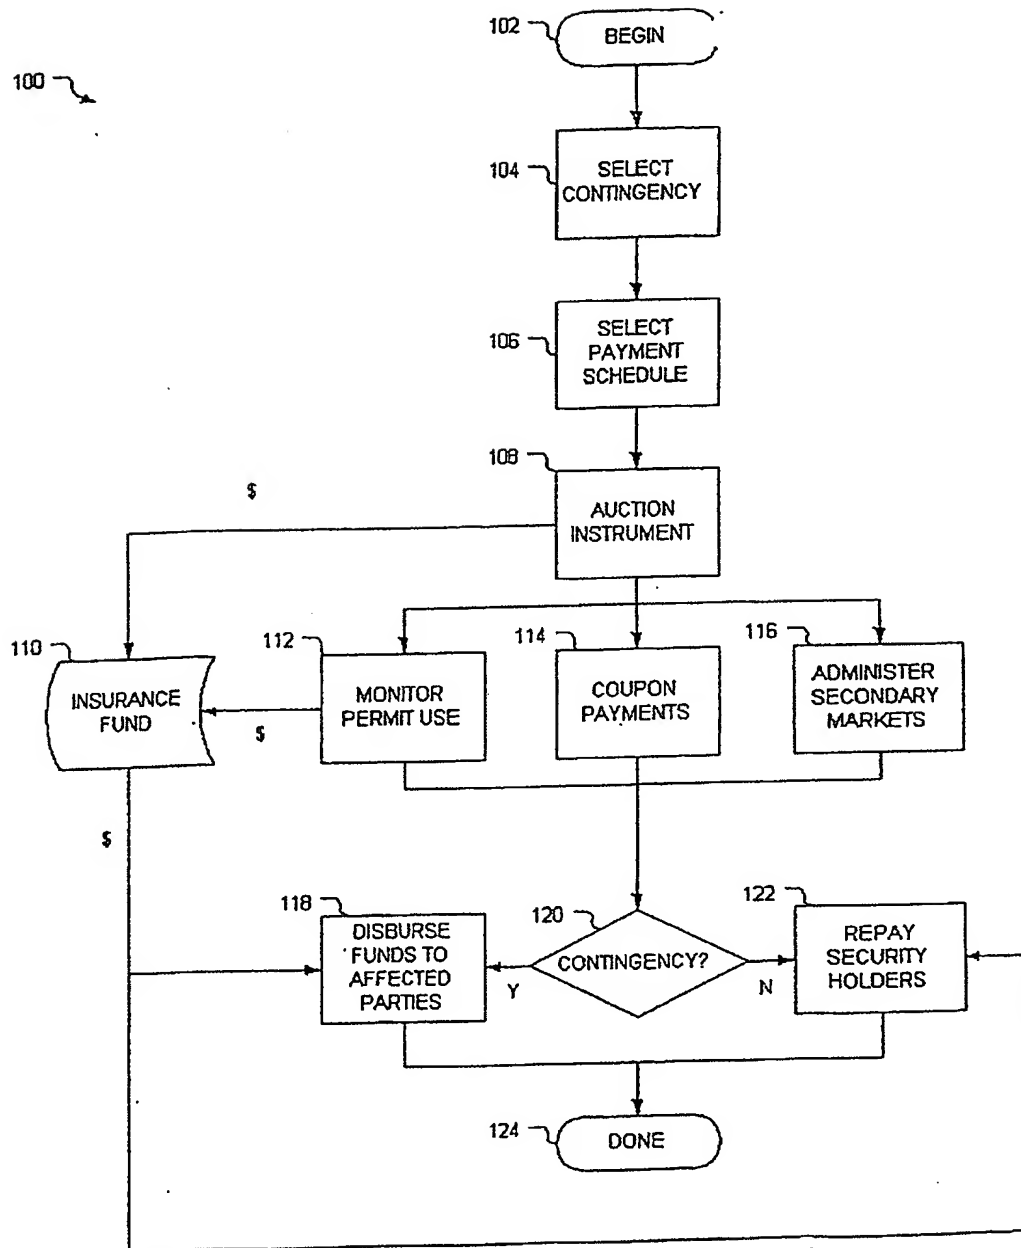 102
BEGIN
100
104
SELECT
CONTINGENCY
106
SELECT
PAYMENT
SCHEDULE
108
AUCTION
INSTRUMENT
$
110
INSURANCE
FUND
112
MONITOR
PERMIT USE
$
114
COUPON
PAYMENTS
116
ADMINISTER
SECONDARY
MARKETS
$
118
DISBURSE
FUNDS TO
AFFECTED
PARTIES
120
CONTINGENCY?
Y
N
122
REPAY
SECURITY
HOLDERS
124
DONE